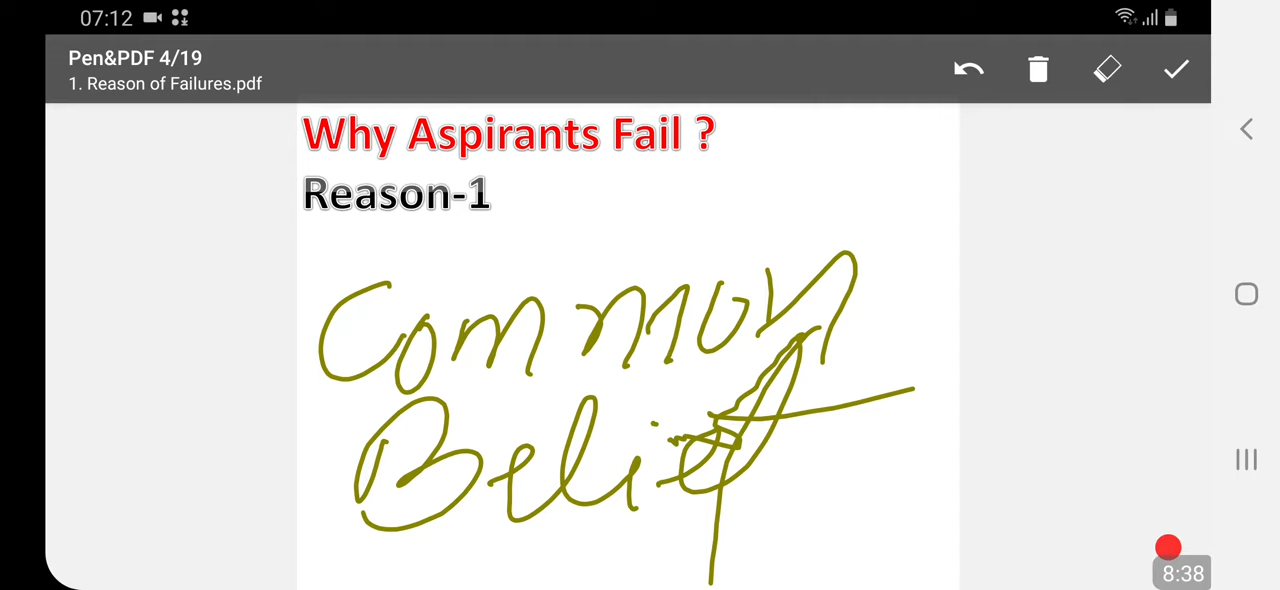 07:12
Pen&PDF 4/19
1. Reason of Failures.pdf
Why Aspirants Fail ?
Reason-1
Common
Belief
8:38